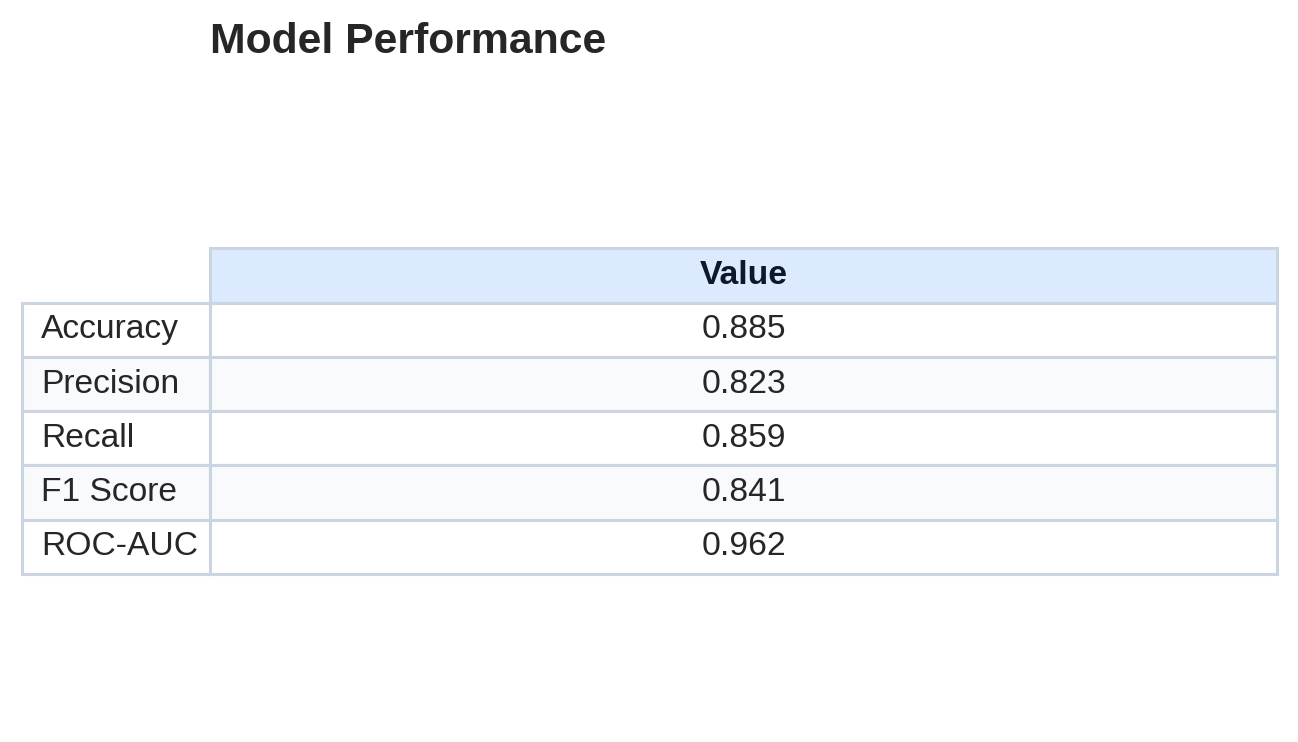 Model Performance
Value
Accuracy 0.885
Precision 0.823
Recall 0.859
F1 Score 0.841
ROC-AUC 0.962